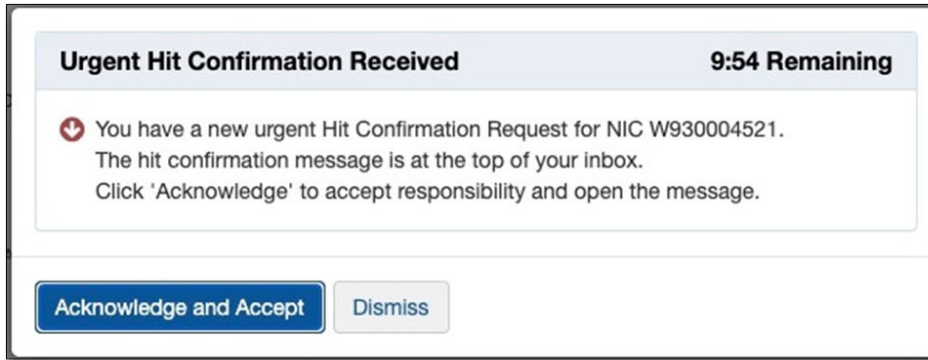 Urgent Hit Confirmation Received 9:54 Remaining
You have a new urgent Hit Confirmation Request for NIC W930004521.
The hit confirmation message is at the top of your inbox.
Click 'Acknowledge' to accept responsibility and open the message.
Acknowledge and Accept Dismiss